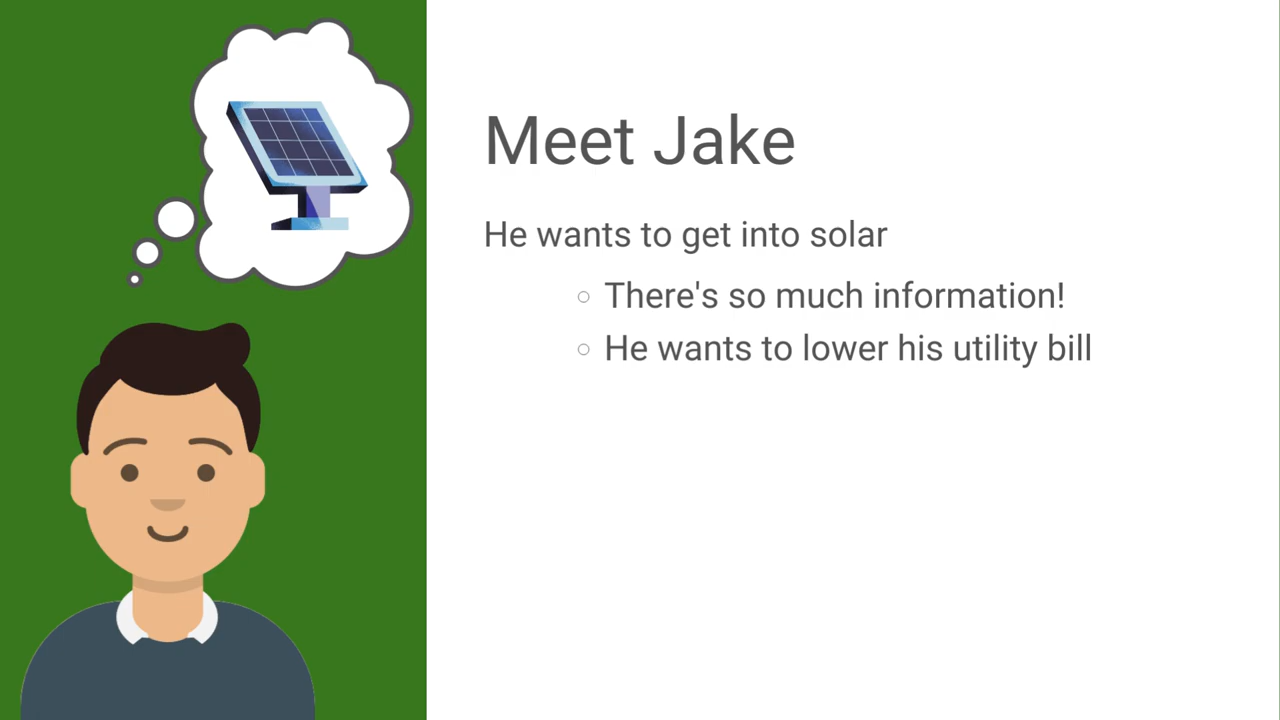 Meet Jake
He wants to get into solar
There's so much information!
He wants to lower his utility bill